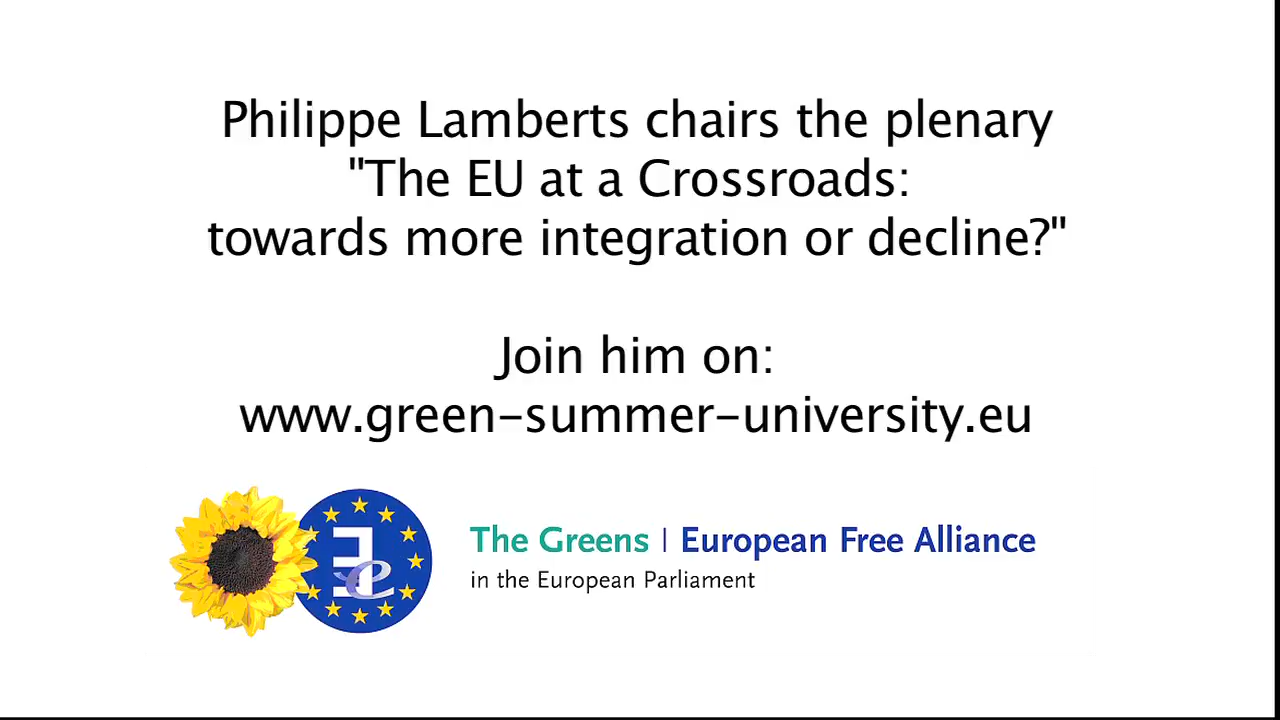 Philippe Lamberts chairs the plenary
"The EU at a Crossroads:
towards more integration or decline?"
Join him on:
www.green-summer-university.eu
The Greens | European Free Alliance
in the European Parliament